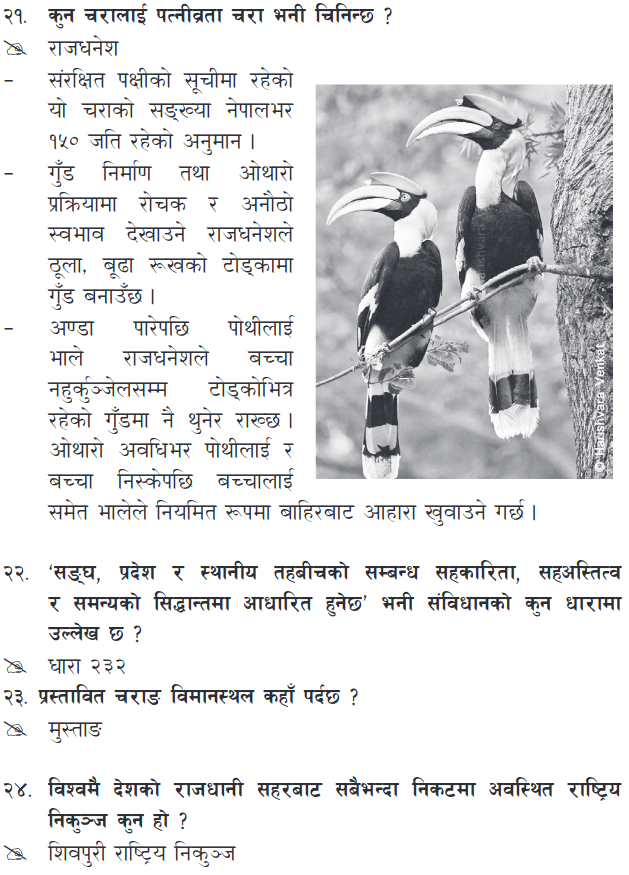 २१. कुन चरालाई पत्नीव्रता चरा भनी चिनिन्छ ?
राजधनेश
– संरक्षित पक्षीको सूचीमा रहेको
यो चराको सङ्ख्या नेपालभर
१५० जति रहेको अनुमान ।
– गुँड निर्माण तथा ओथारो
प्रक्रियामा रोचक र अनौठो
स्वभाव देखाउने राजधनेशले
ठूला, बूढा रूखको टोड्कामा
गुँड बनाउँछ ।
– अण्डा पारेपछि पोथीलाई
भाले राजधनेशले बच्चा
नहुर्कुञ्जेलसम्म टोड्कोभित्र
रहेको गुँडमा नै थुनेर राख्छ ।
ओथारो अवधिभर पोथीलाई र
बच्चा निस्केपछि बच्चालाई
समेत भालेले नियमित रूपमा बाहिरबाट आहारा खुवाउने गर्छ ।
© Harishvara Venkat
२२. ‘सङ्घ, प्रदेश र स्थानीय तहबीचको सम्बन्ध सहकारिता, सहअस्तित्व
र समन्यको सिद्धान्तमा आधारित हुनेछ’ भनी संविधानको कुन धारामा
उल्लेख छ ?
धारा २३२
२३. प्रस्तावित चराङ विमानस्थल कहाँ पर्दछ ?
मुस्ताङ
२४. विश्वमै देशको राजधानी सहरबाट सबैभन्दा निकटमा अवस्थित राष्ट्रिय
निकुञ्ज कुन हो ?
शिवपुरी राष्ट्रिय निकुञ्ज